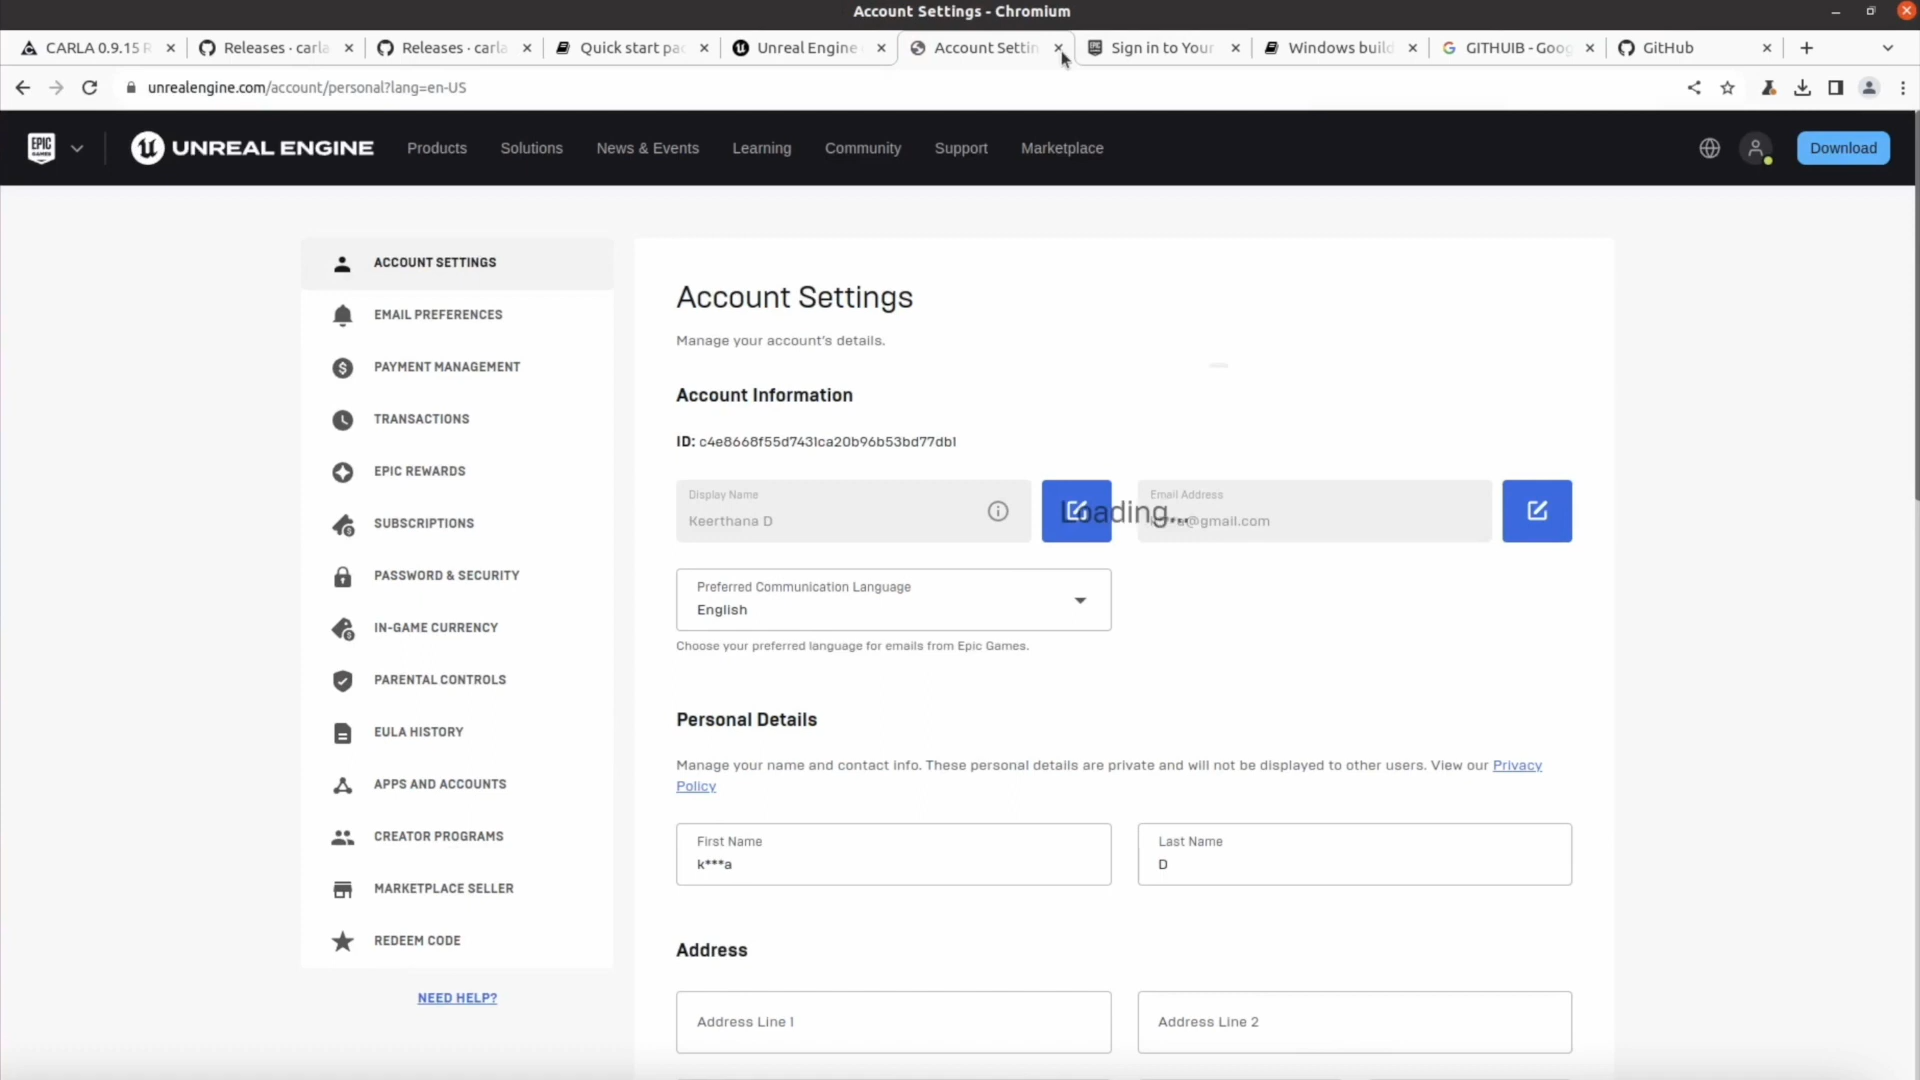 Account Settings - Chromium
CARLA 0.9.15 R
Releases · carla
Releases · carla
Quick start pac
Unreal Engine
Account Settin
Sign in to Your
Windows build
GITHUIB - Goog
GitHub
unrealengine.com/account/personal?lang=en-US
EPIC GAMES
UNREAL ENGINE
Products
Solutions
News & Events
Learning
Community
Support
Marketplace
Download
ACCOUNT SETTINGS
EMAIL PREFERENCES
PAYMENT MANAGEMENT
TRANSACTIONS
EPIC REWARDS
SUBSCRIPTIONS
PASSWORD & SECURITY
IN-GAME CURRENCY
PARENTAL CONTROLS
EULA HISTORY
APPS AND ACCOUNTS
CREATOR PROGRAMS
MARKETPLACE SELLER
REDEEM CODE
NEED HELP?
Account Settings
Manage your account's details.
Account Information
ID: c4e8668f55d7431ca20b96b53bd77db1
Display Name
Keerthana D
Loading...
Email Address
@gmail.com
Preferred Communication Language
English
Choose your preferred language for emails from Epic Games.
Personal Details
Manage your name and contact info. These personal details are private and will not be displayed to other users. View our Privacy
Policy
First Name
k***a
Last Name
D
Address
Address Line 1
Address Line 2